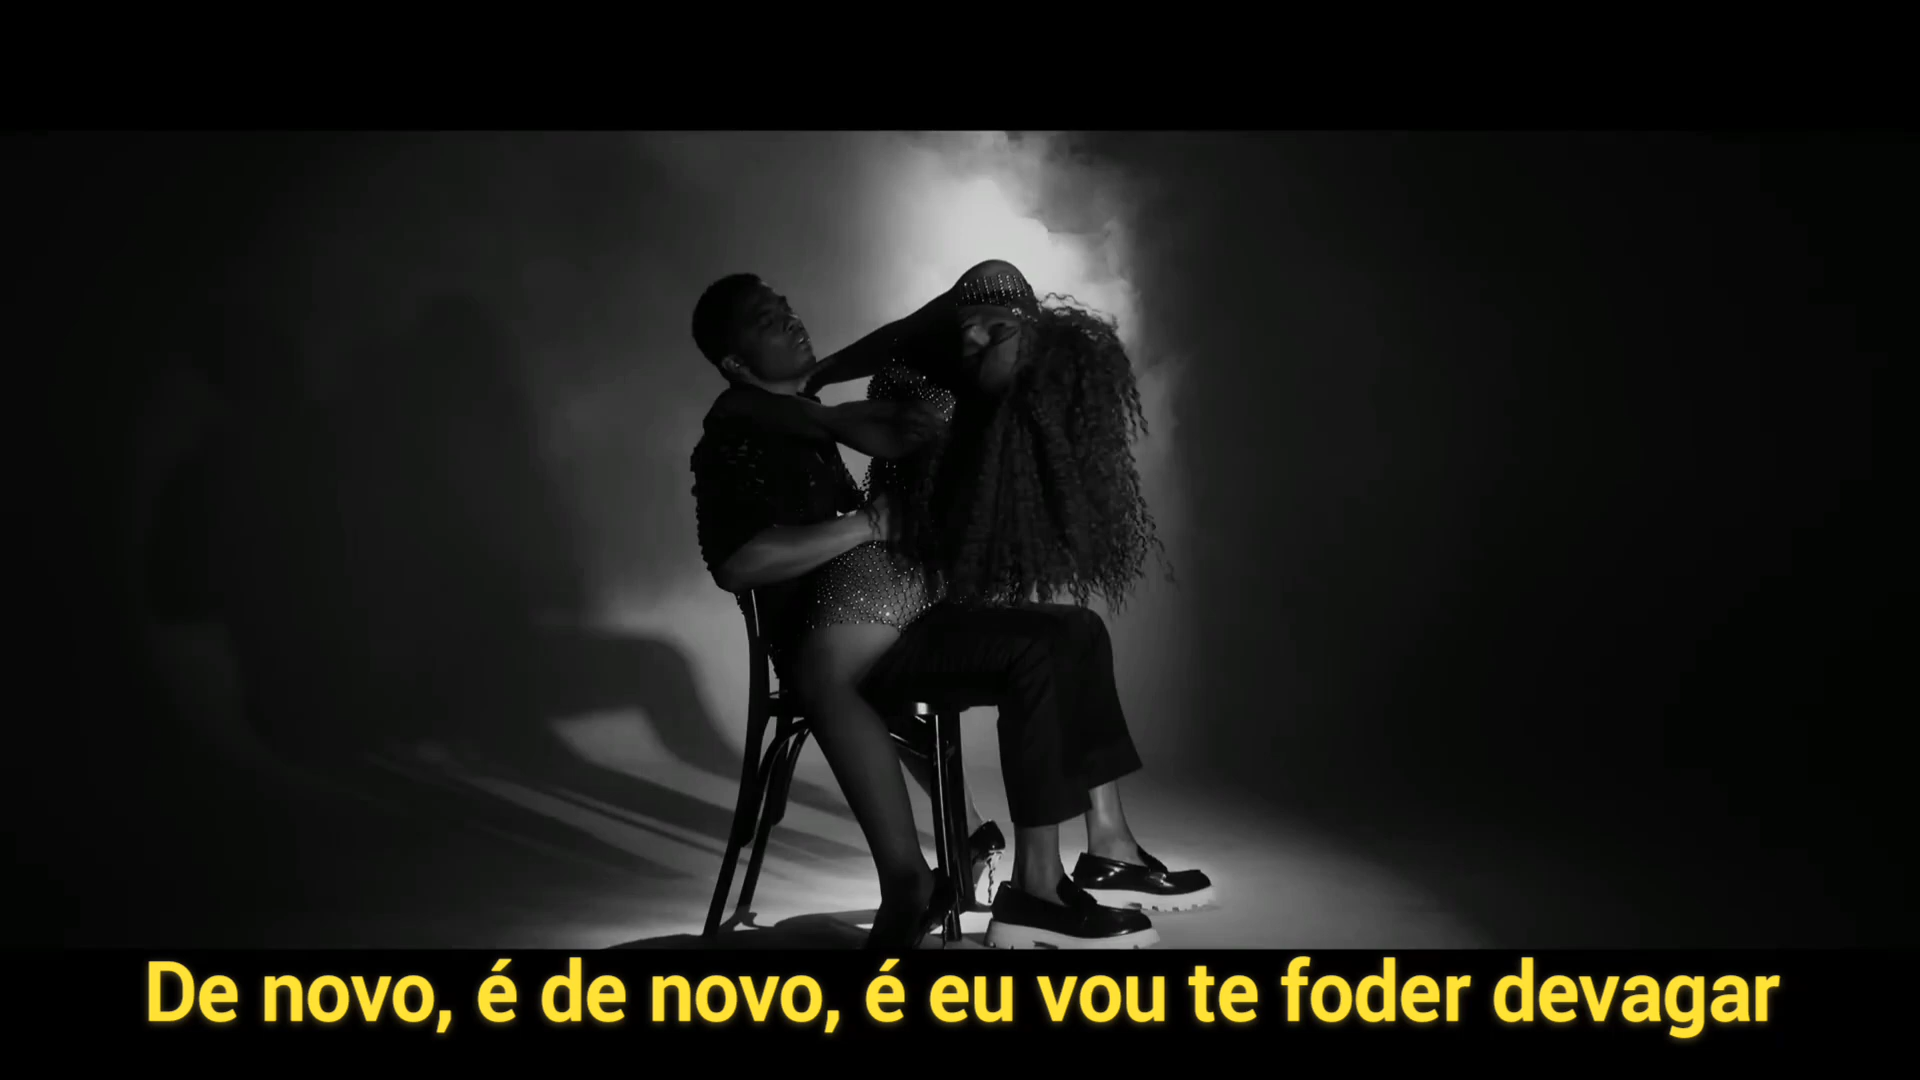 De novo, é de novo, é eu vou te foder devagar